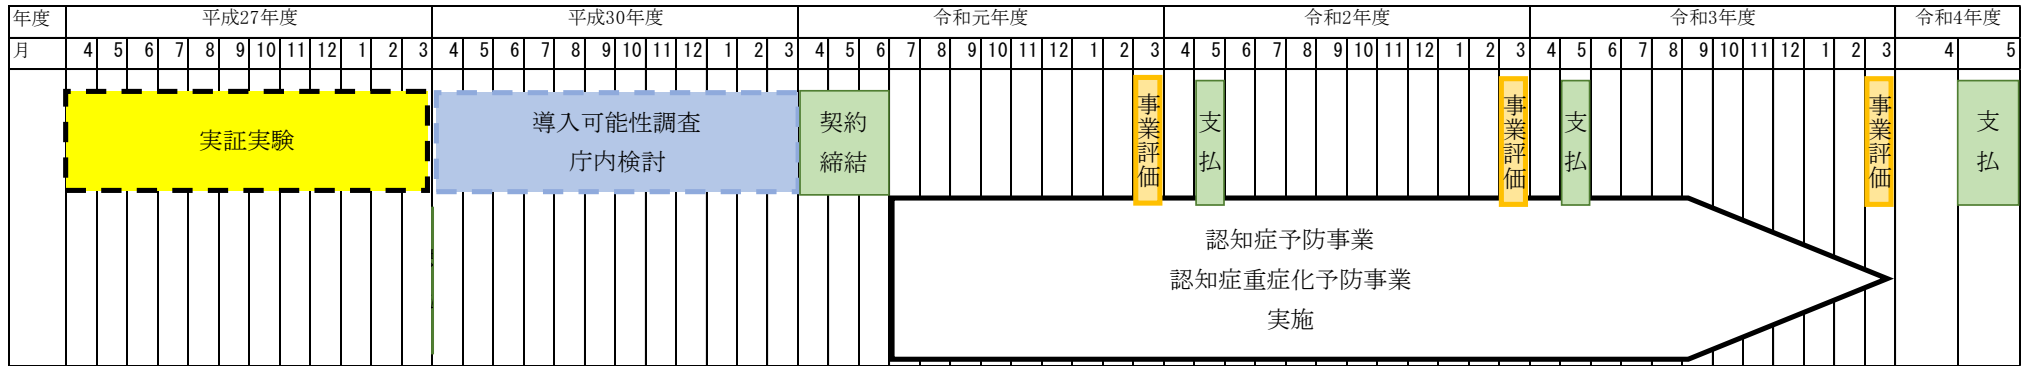 年度 平成27年度 平成30年度 令和元年度 令和2年度 令和3年度 令和4年度
月 4 5 6 7 8 9 10 11 12 1 2 3 4 5 6 7 8 9 10 11 12 1 2 3 4 5 6 7 8 9 10 11 12 1 2 3 4 5 6 7 8 9 10 11 12 1 2 3 4 5 6 7 8 9 10 11 12 1 2 3 4 5
実証実験
導入可能性調査
庁内検討
契約
締結
事業評価
支払
事業評価
支払
事業評価
支払
認知症予防事業
認知症重症化予防事業
実施